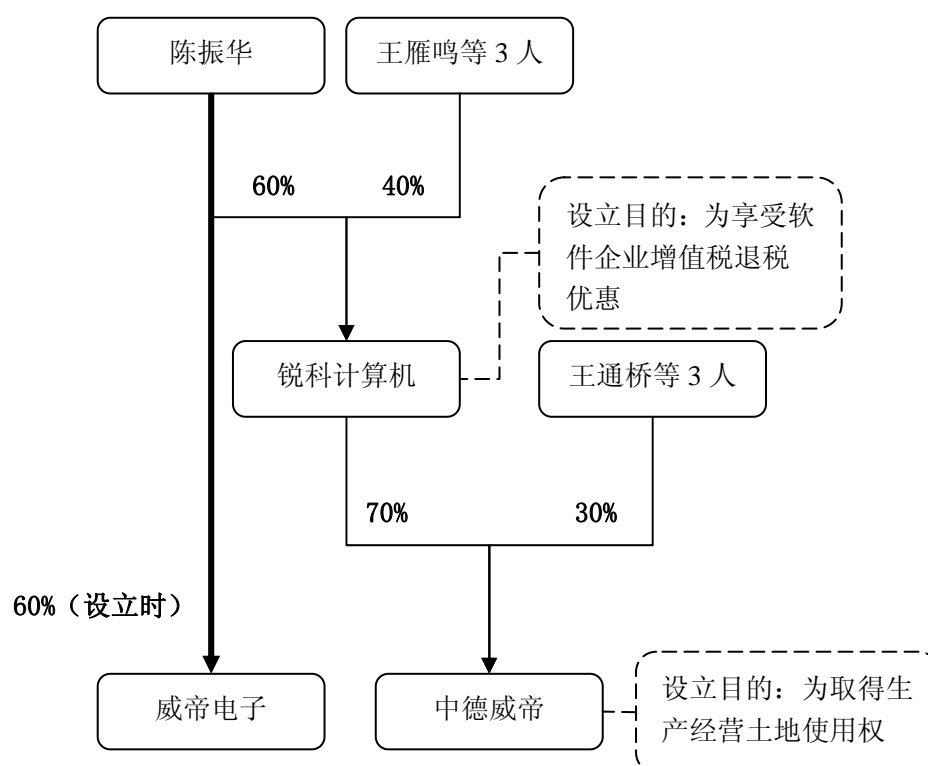 陈振华
王雁鸣等 3 人
60%
40%
设立目的：为享受软
件企业增值税退税
优惠
锐科计算机
王通桥等 3 人
70%
30%
60%（设立时）
威帝电子
中德威帝
设立目的：为取得生
产经营土地使用权